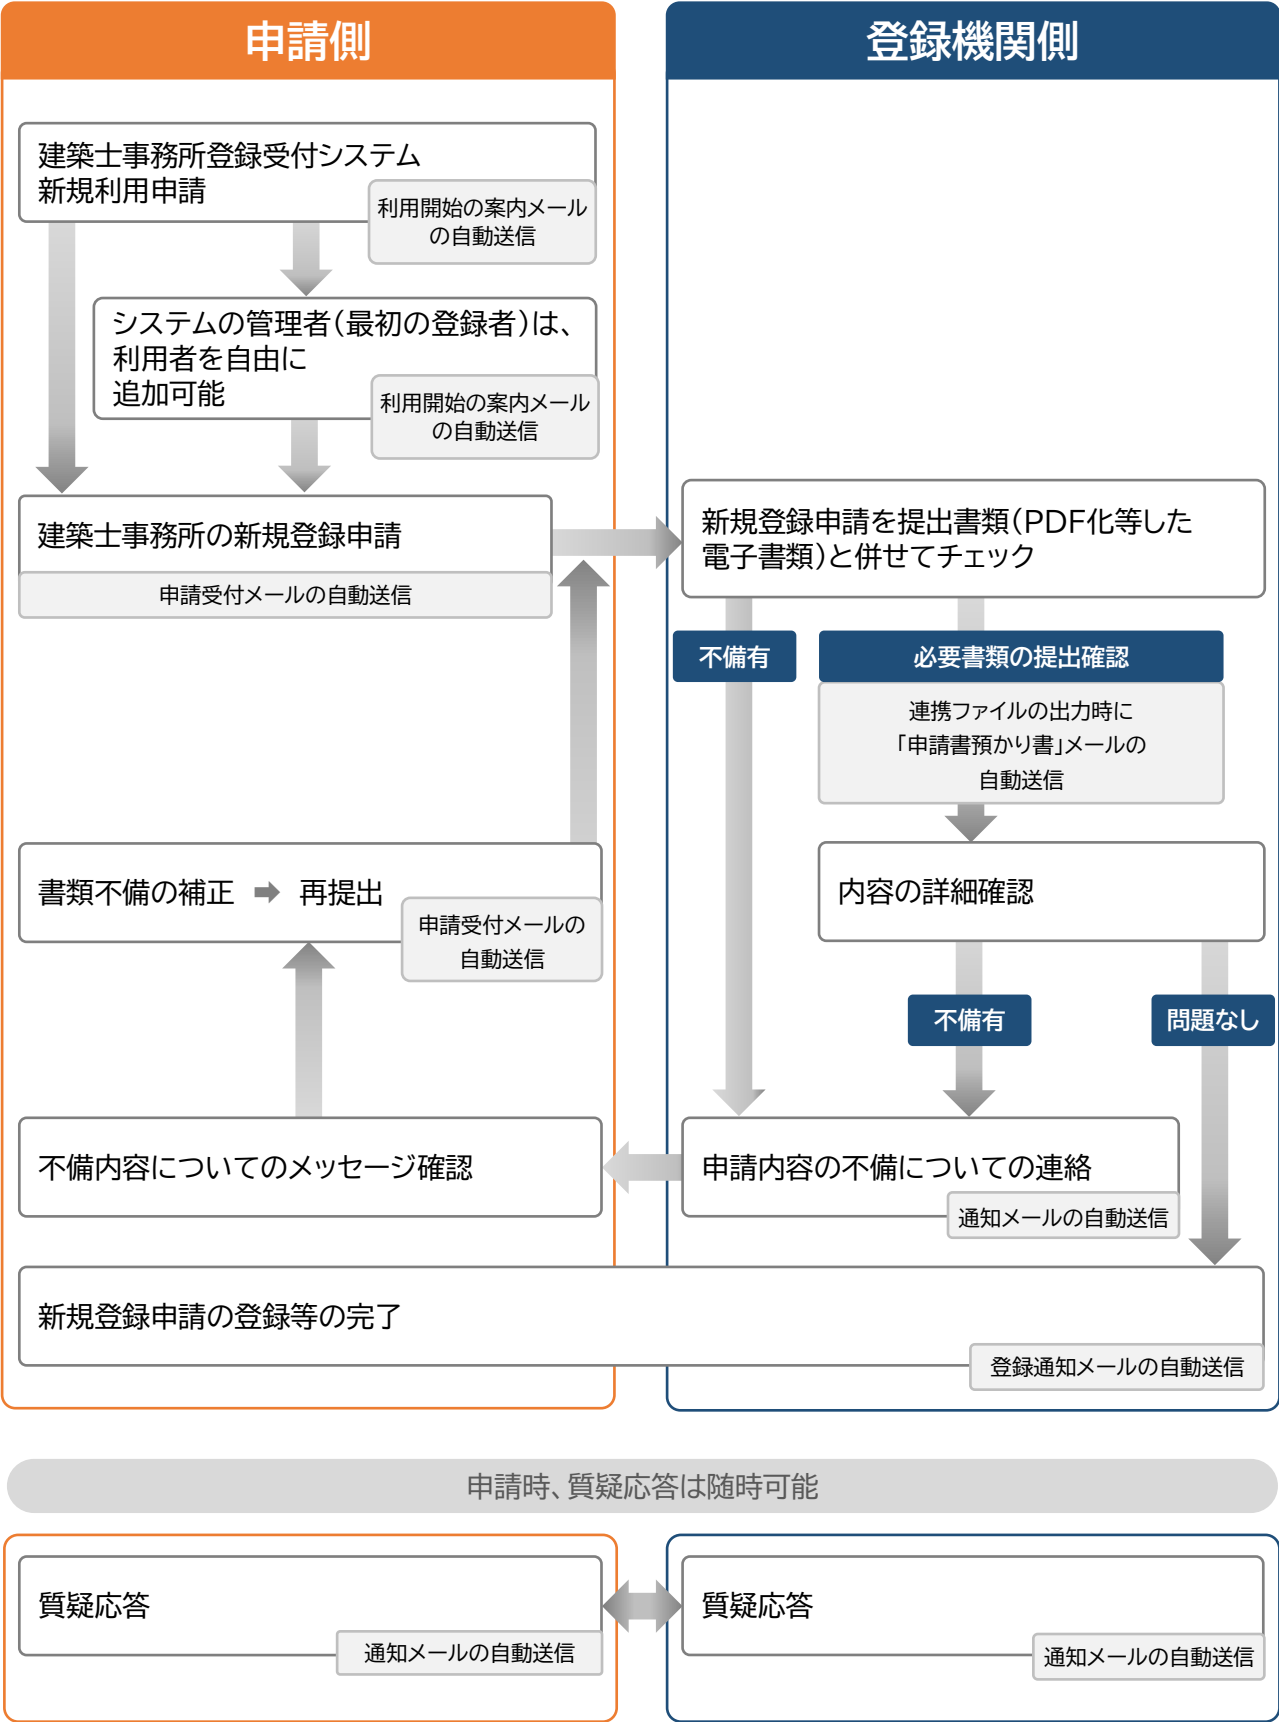 申請側
登録機関側
建築士事務所登録受付システム
新規利用申請
利用開始の案内メール
の自動送信
システムの管理者(最初の登録者)は、
利用者を自由に
追加可能
利用開始の案内メール
の自動送信
建築士事務所の新規登録申請
申請受付メールの自動送信
新規登録申請を提出書類(PDF化等した
電子書類)と併せてチェック
不備有
必要書類の提出確認
連携ファイルの出力時に
「申請書預かり書」メールの
自動送信
書類不備の補正 ➡ 再提出
申請受付メールの
自動送信
内容の詳細確認
不備有
問題なし
不備内容についてのメッセージ確認
申請内容の不備についての連絡
通知メールの自動送信
新規登録申請の登録等の完了
登録通知メールの自動送信
申請時、質疑応答は随時可能
質疑応答
通知メールの自動送信
質疑応答
通知メールの自動送信